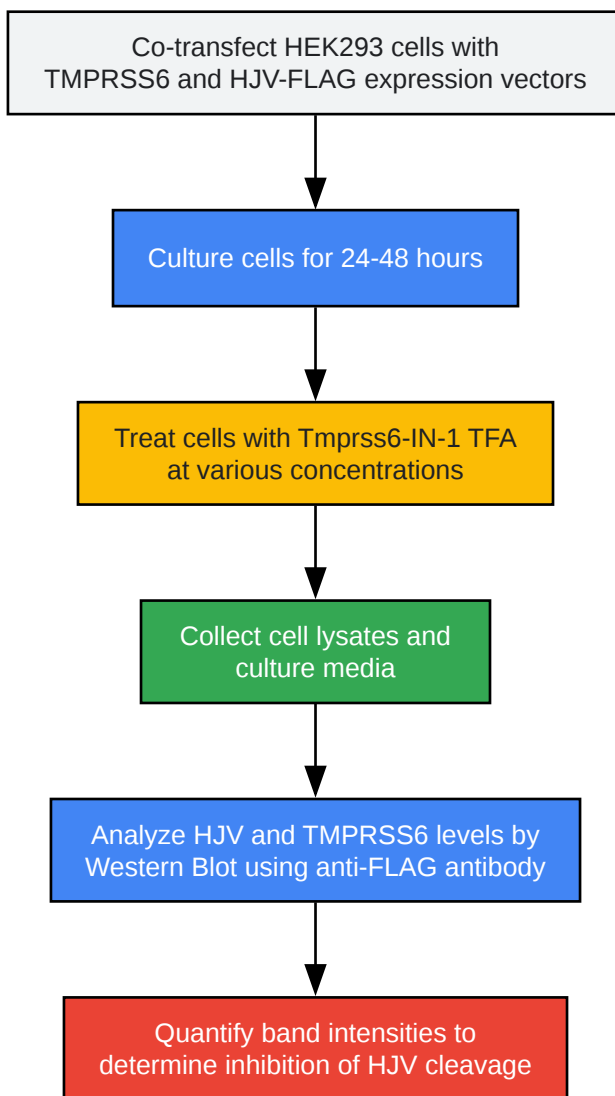 Co-transfect HEK293 cells with
TMPRSS6 and HJV-FLAG expression vectors
Culture cells for 24-48 hours
Treat cells with Tmprss6-IN-1 TFA
at various concentrations
Collect cell lysates and
culture media
Analyze HJV and TMPRSS6 levels by
Western Blot using anti-FLAG antibody
Quantify band intensities to
determine inhibition of HJV cleavage